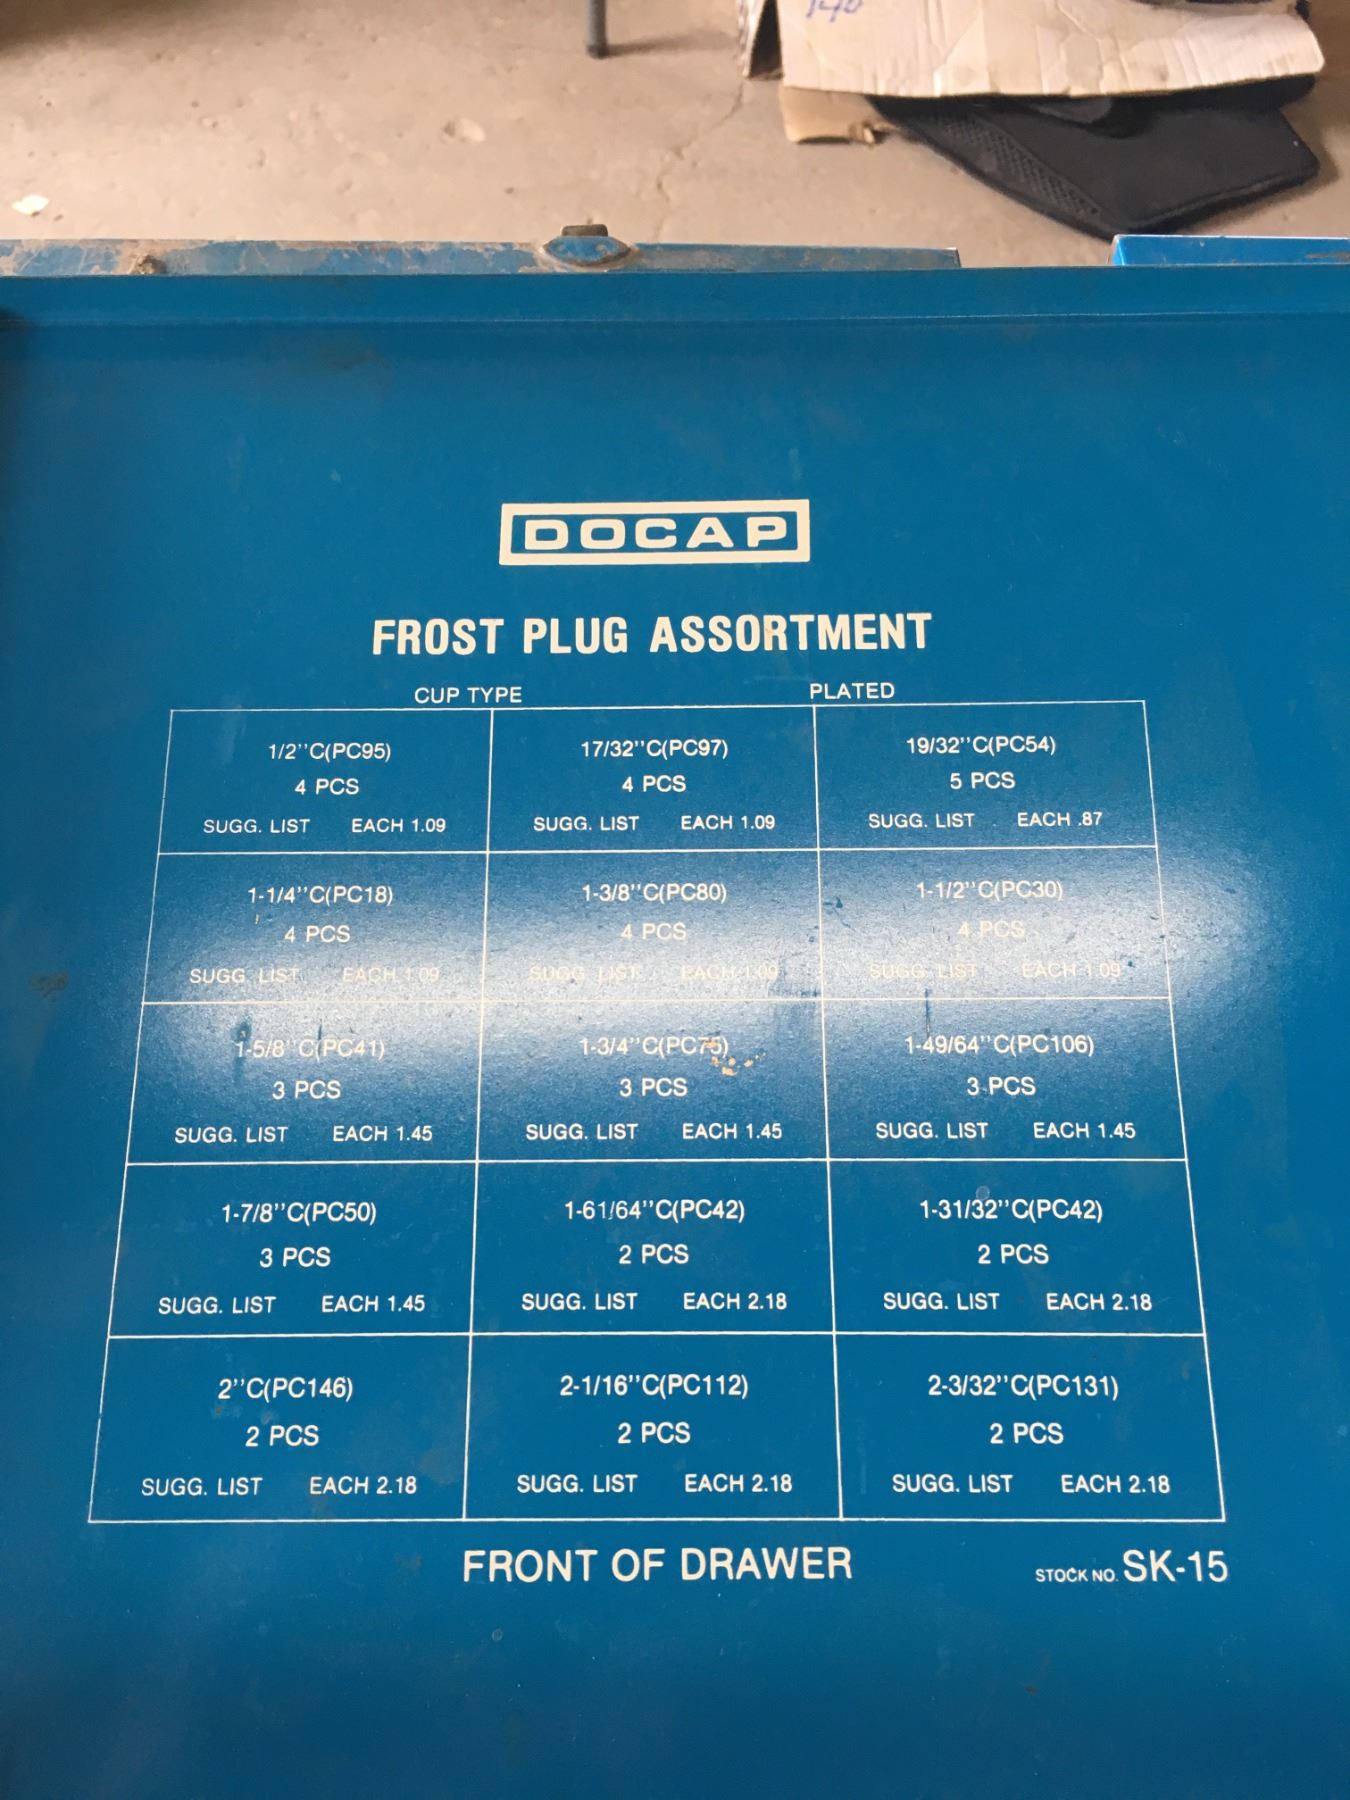 140
DOCAP
FROST PLUG ASSORTMENT
CUP TYPE PLATED
1/2''C(PC95)
4 PCS
SUGG. LIST EACH 1.09
17/32''C(PC97)
4 PCS
SUGG. LIST EACH 1.09
19/32''C(PC54)
5 PCS
SUGG. LIST EACH .87
1-1/4''C(PC18)
4 PCS
SUGG. LIST EACH 1.09
1-3/8''C(PC80)
4 PCS
SUGG. LIST EACH 1.09
1-1/2''C(PC30)
4 PCS
SUGG. LIST EACH 1.09
1-5/8''C(PC41)
3 PCS
SUGG. LIST EACH 1.45
1-3/4''C(PC75)
3 PCS
SUGG. LIST EACH 1.45
1-49/64''C(PC106)
3 PCS
SUGG. LIST EACH 1.45
1-7/8''C(PC50)
3 PCS
SUGG. LIST EACH 1.45
1-61/64''C(PC42)
2 PCS
SUGG. LIST EACH 2.18
1-31/32''C(PC42)
2 PCS
SUGG. LIST EACH 2.18
2''C(PC146)
2 PCS
SUGG. LIST EACH 2.18
2-1/16''C(PC112)
2 PCS
SUGG. LIST EACH 2.18
2-3/32''C(PC131)
2 PCS
SUGG. LIST EACH 2.18
FRONT OF DRAWER
STOCK NO. SK-15